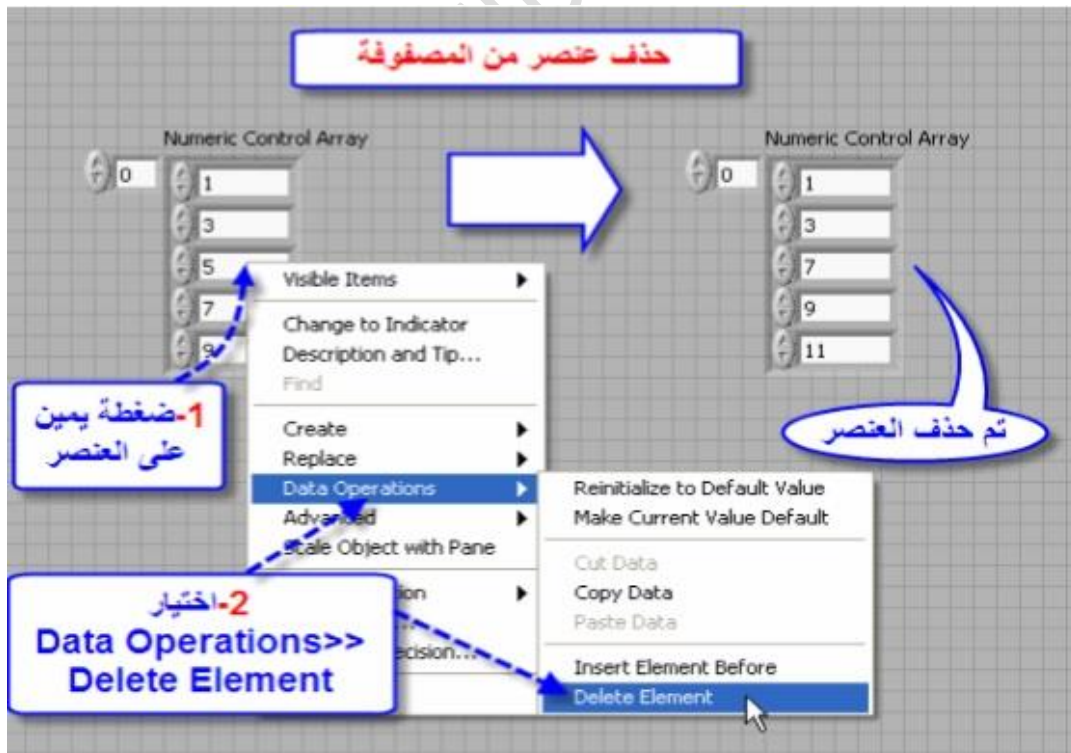 حذف عنصر من المصفوفة
Numeric Control Array
0
1
3
5
7
9
Numeric Control Array
0
1
3
7
9
11
Visible Items
Change to Indicator
Description and Tip...
Find
Create
Replace
Data Operations
Advanced
Scale Object with Pane
1-ضغطة يمين
على العنصر
تم حذف العنصر
Reinitialize to Default Value
Make Current Value Default
Cut Data
Copy Data
Paste Data
Insert Element Before
Delete Element
2-اختيار
Data Operations>>
Delete Element